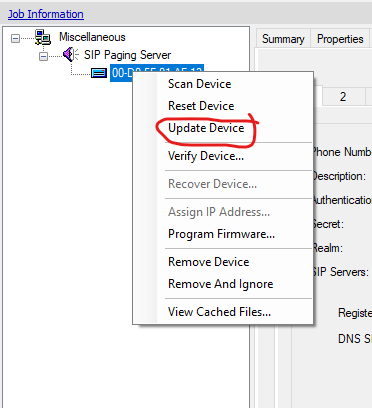 Job Information
Miscellaneous
SIP Paging Server
Summary
Properties
2
Scan Device
Reset Device
Update Device
Verify Device...
Recover Device...
Assign IP Address...
Program Firmware...
Remove Device
Remove And Ignore
View Cached Files...
Phone Numb
Description:
Authentication
Secret:
Realm:
SIP Servers:
Registe
DNS S